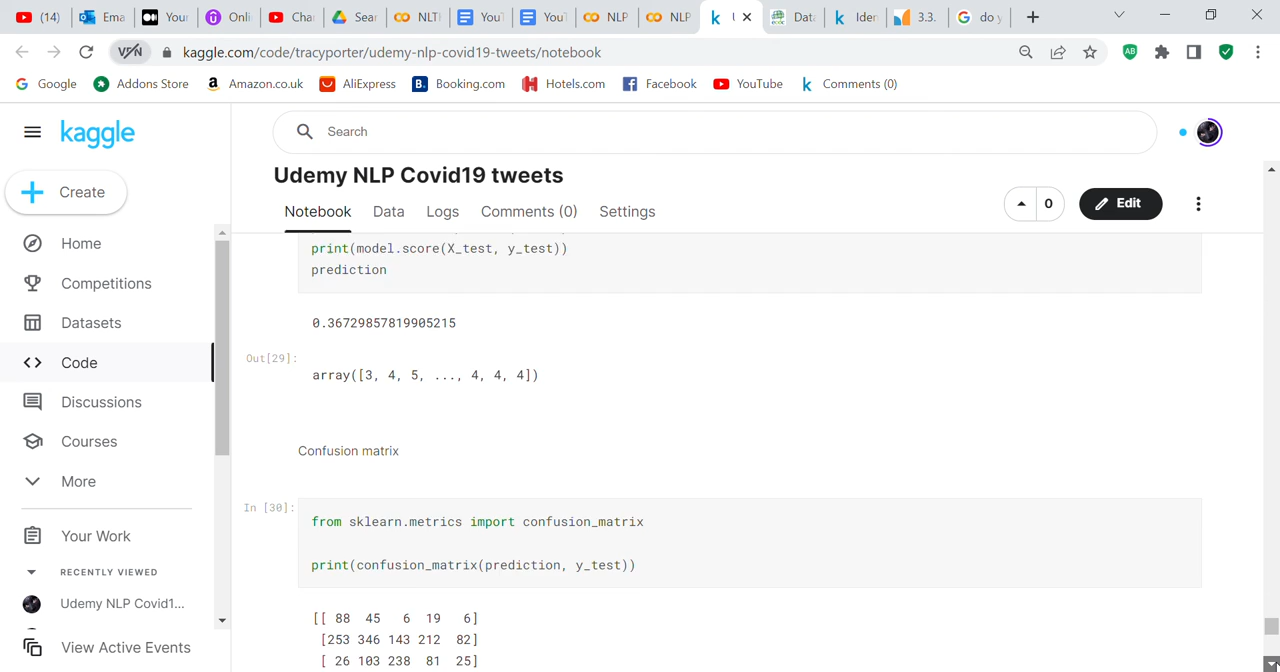 (14) Ema Your Onli Cha Sear NLT YouT YouT NLP NLP Data Iden 3.3. do y
VPN kaggle.com/code/tracyporter/udemy-nlp-covid19-tweets/notebook
Google Addons Store Amazon.co.uk AliExpress Booking.com Hotels.com Facebook YouTube Comments (0)
kaggle
Search
Create
Udemy NLP Covid19 tweets
0 Edit
Notebook Data Logs Comments (0) Settings
Home
Competitions
Datasets
Code
Discussions
Courses
More
Your Work
RECENTLY VIEWED
Udemy NLP Covid1...
View Active Events
print(model.score(X_test, y_test))
prediction
0.36729857819905215
Out[29]:
array([3, 4, 5, ..., 4, 4, 4])
Confusion matrix
In [30]:
from sklearn.metrics import confusion_matrix
print(confusion_matrix(prediction, y_test))
[[ 88 45 6 19 6]
[253 346 143 212 82]
[ 26 103 238 81 25]